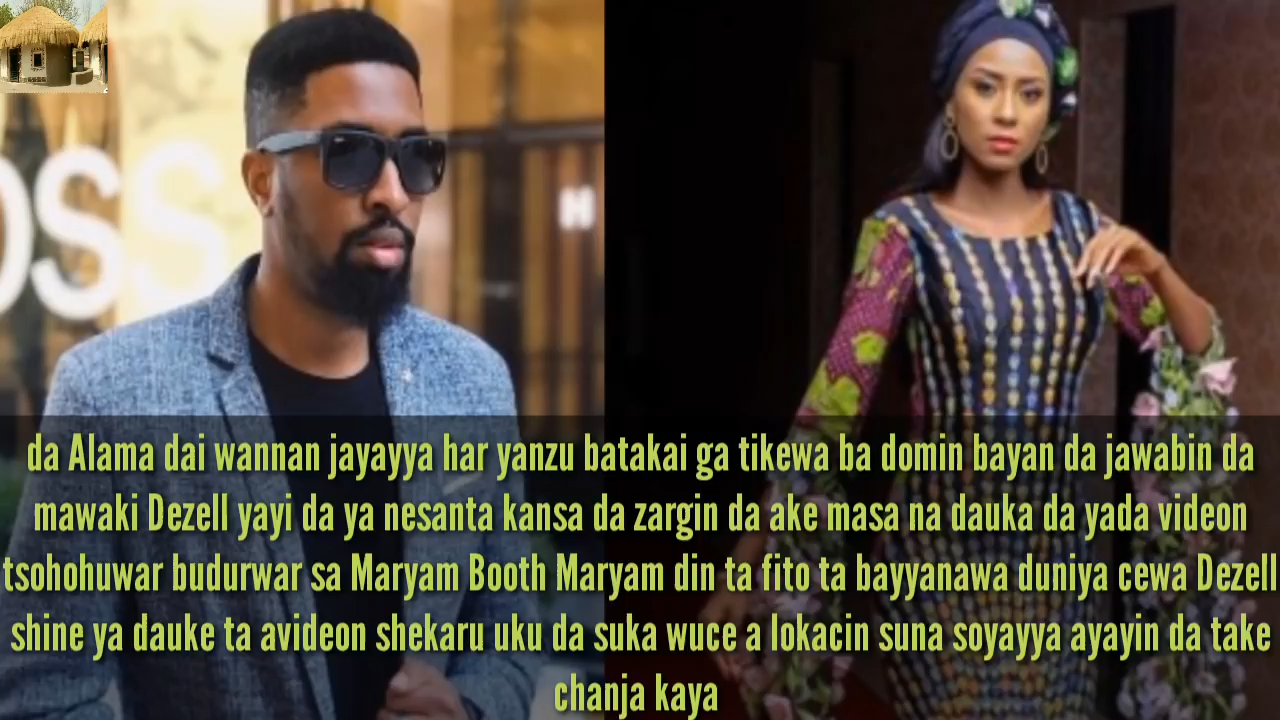 OSS
H
da Alama dai wannan jayayya har yanzu batakai ga tikewa ba domin bayan da jawabin da
mawaki Dezell yayi da ya nesanta kansa da zargin da ake masa na dauka da yada videon
tsohohuwar budurwar sa Maryam Booth Maryam din ta fito ta bayyanawa duniya cewa Dezell
shine ya dauke ta avideon shekaru uku da suka wuce a lokacin suna soyayya ayayin da take
chanja kaya